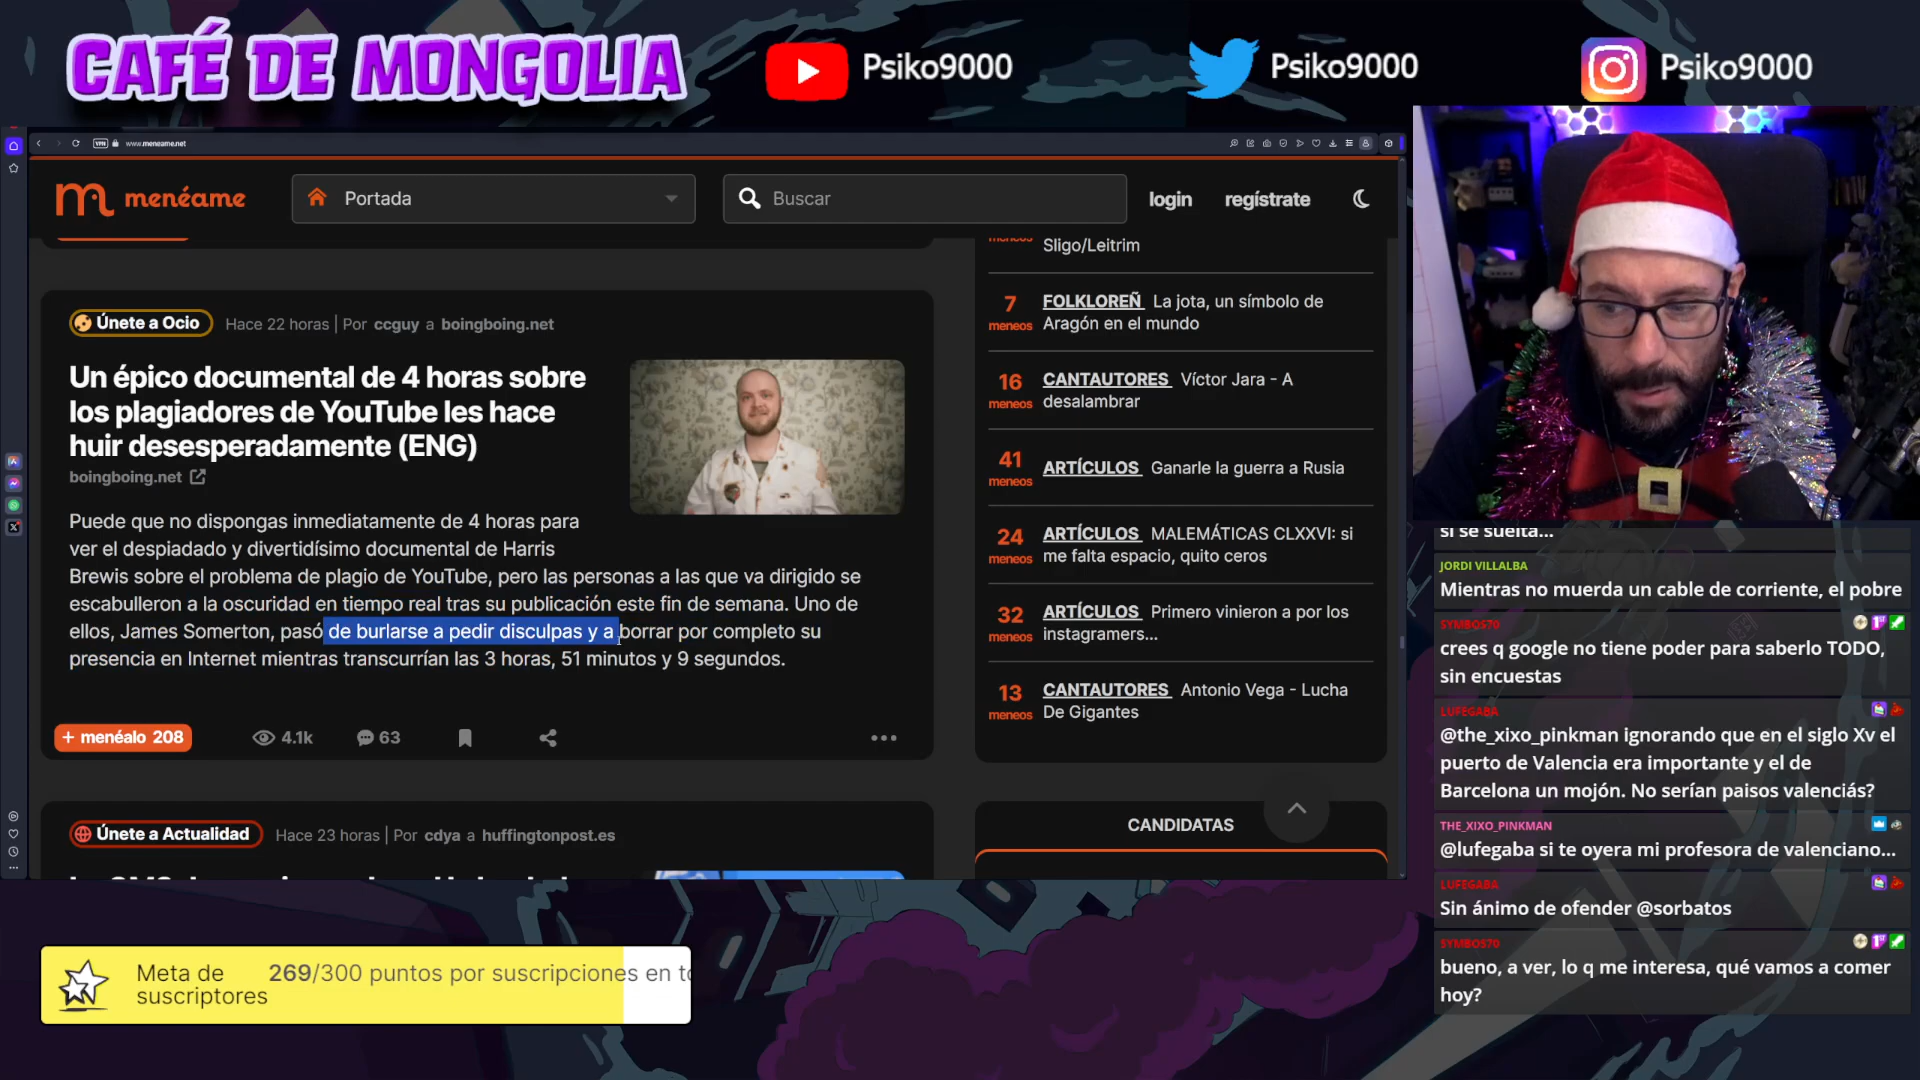 CAFÉ DE MONGOLIA
Psiko9000
Psiko9000
Psiko9000
VPN
www.meneame.net
menéame
Portada
Buscar
login
regístrate
Únete a Ocio
Hace 22 horas | Por ccguy a boingboing.net
Un épico documental de 4 horas sobre
los plagiadores de YouTube les hace
huir desesperadamente (ENG)
boingboing.net
Puede que no dispongas inmediatamente de 4 horas para
ver el despiadado y divertidísimo documental de Harris
Brewis sobre el problema de plagio de YouTube, pero las personas a las que va dirigido se
escabulleron a la oscuridad en tiempo real tras su publicación este fin de semana. Uno de
ellos, James Somerton, pasó de burlarse a pedir disculpas y a borrar por completo su
presencia en Internet mientras transcurrían las 3 horas, 51 minutos y 9 segundos.
+ menéalo 208
4.1k
63
Únete a Actualidad
Hace 23 horas | Por cdya a huffingtonpost.es
meneos
Sligo/Leitrim
7
meneos
FOLKLOREÑ La jota, un símbolo de
Aragón en el mundo
16
meneos
CANTAUTORES Víctor Jara - A
desalambrar
41
meneos
ARTÍCULOS Ganarle la guerra a Rusia
24
meneos
ARTÍCULOS MALEMÁTICAS CLXXVI: si
me falta espacio, quito ceros
32
meneos
ARTÍCULOS Primero vinieron a por los
instagramers...
13
meneos
CANTAUTORES Antonio Vega - Lucha
De Gigantes
CANDIDATAS
si se suelta...
JORDI VILLALBA
Mientras no muerda un cable de corriente, el pobre
SYMBOS70
crees q google no tiene poder para saberlo TODO,
sin encuestas
LUFEGABA
@the_xixo_pinkman ignorando que en el siglo Xv el
puerto de Valencia era importante y el de
Barcelona un mojón. No serían paisos valenciás?
THE_XIXO_PINKMAN
@lufegaba si te oyera mi profesora de valenciano...
LUFEGABA
Sin ánimo de ofender @sorbatos
SYMBOS70
bueno, a ver, lo q me interesa, qué vamos a comer
hoy?
Meta de
suscriptores
269/300 puntos por suscripciones en to